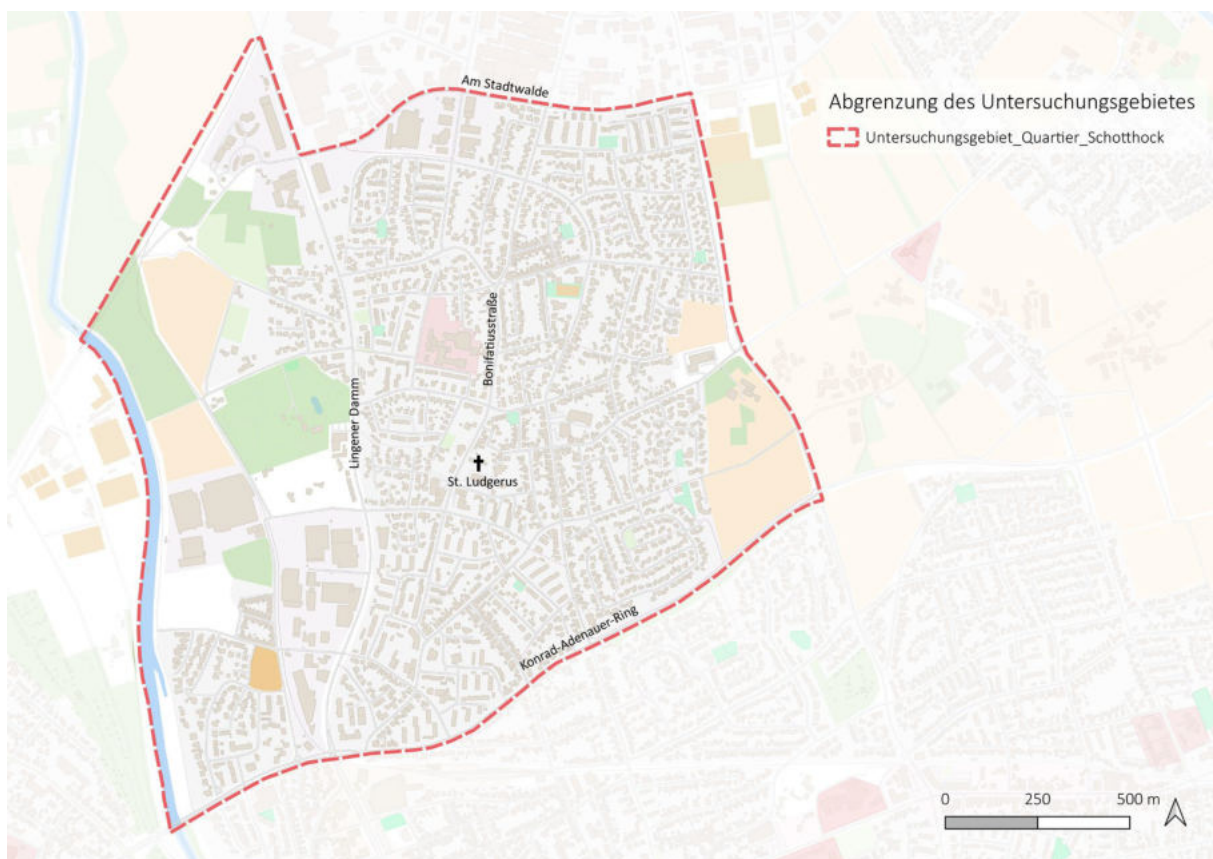 Am Stadtwalde
Abgrenzung des Untersuchungsgebietes
Untersuchungsgebiet_Quartier_Schotthock
Bonifatiusstraße
Lingener Damm
St. Ludgerus
Konrad-Adenauer-Ring
0 250 500 m